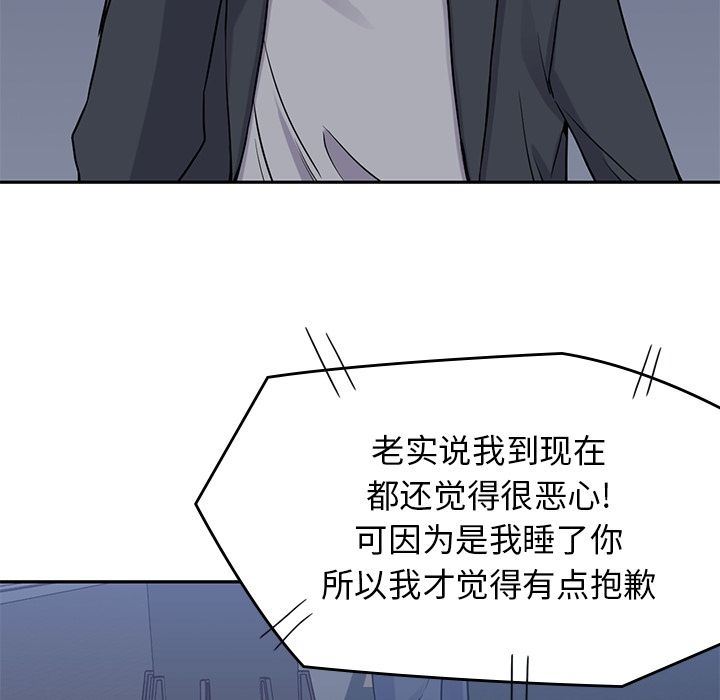 老实说我到现在
都还觉得很恶心!
可因为是我睡了你
所以我才觉得有点抱歉